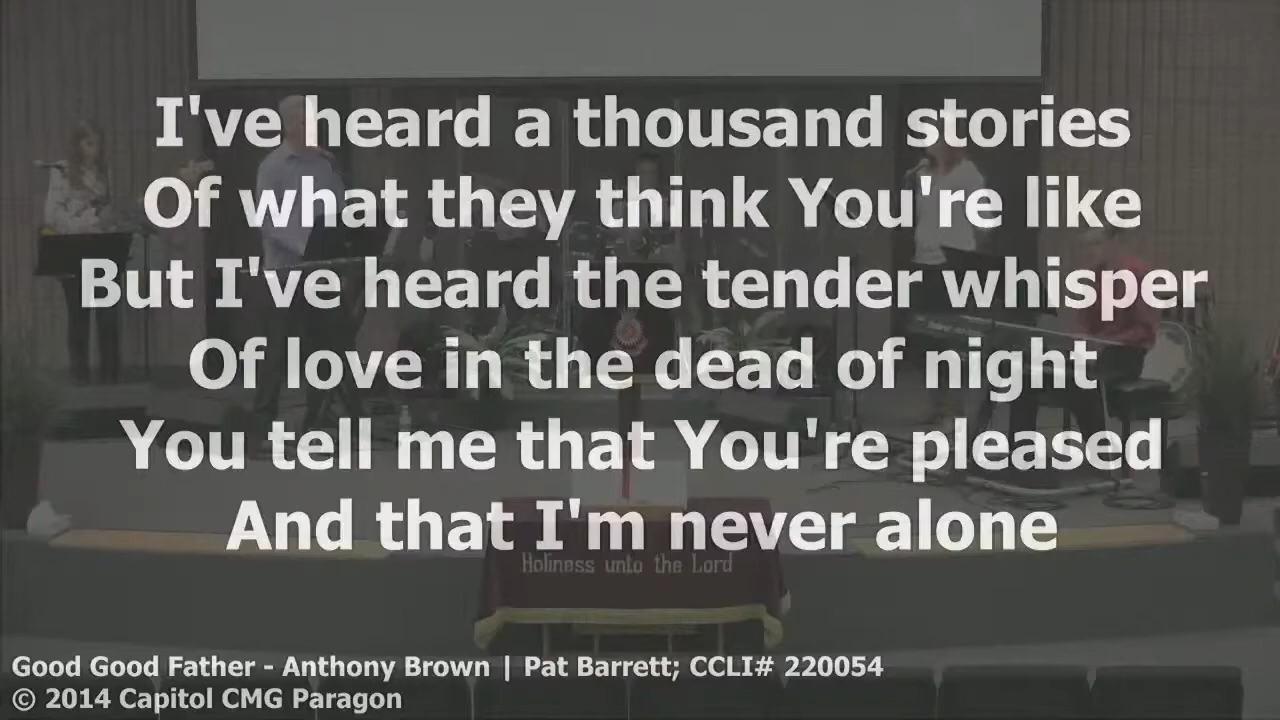 I've heard a thousand stories
Of what they think You're like
But I've heard the tender whisper
Of love in the dead of night
You tell me that You're pleased
And that I'm never alone
Holiness unto the Lord
Good Good Father - Anthony Brown | Pat Barrett; CCLI# 220054
© 2014 Capitol CMG Paragon